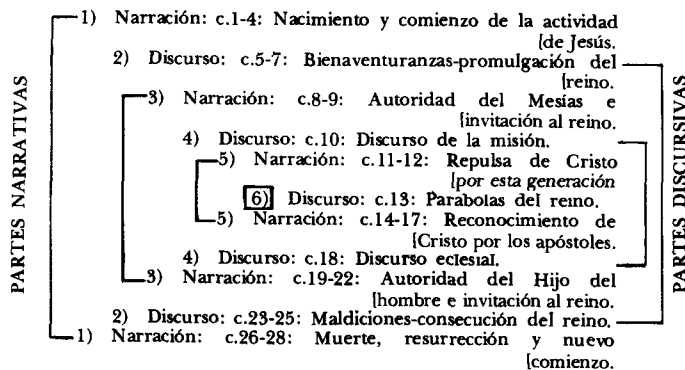 PARTES NARRATIVAS
1) Narración: c.1-4: Nacimiento y comienzo de la actividad
[de Jesús.
2) Discurso: c.5-7: Bienaventuranzas-promulgación del
[reino.
3) Narración: c.8-9: Autoridad del Mesías e
[invitación al reino.
4) Discurso: c.10: Discurso de la misión.
5) Narración: c.11-12: Repulsa de Cristo
[por esta generación
6) Discurso: c.13: Parabolas del reino.
5) Narración: c.14-17: Reconocimiento de
[Cristo por los apóstoles.
4) Discurso: c.18: Discurso eclesial.
3) Narración: c.19-22: Autoridad del Hijo del
[hombre e invitación al reino.
2) Discurso: c.23-25: Maldiciones-consecución del reino.
1) Narración: c.26-28: Muerte, resurrección y nuevo
[comienzo.
PARTES DISCURSIVAS